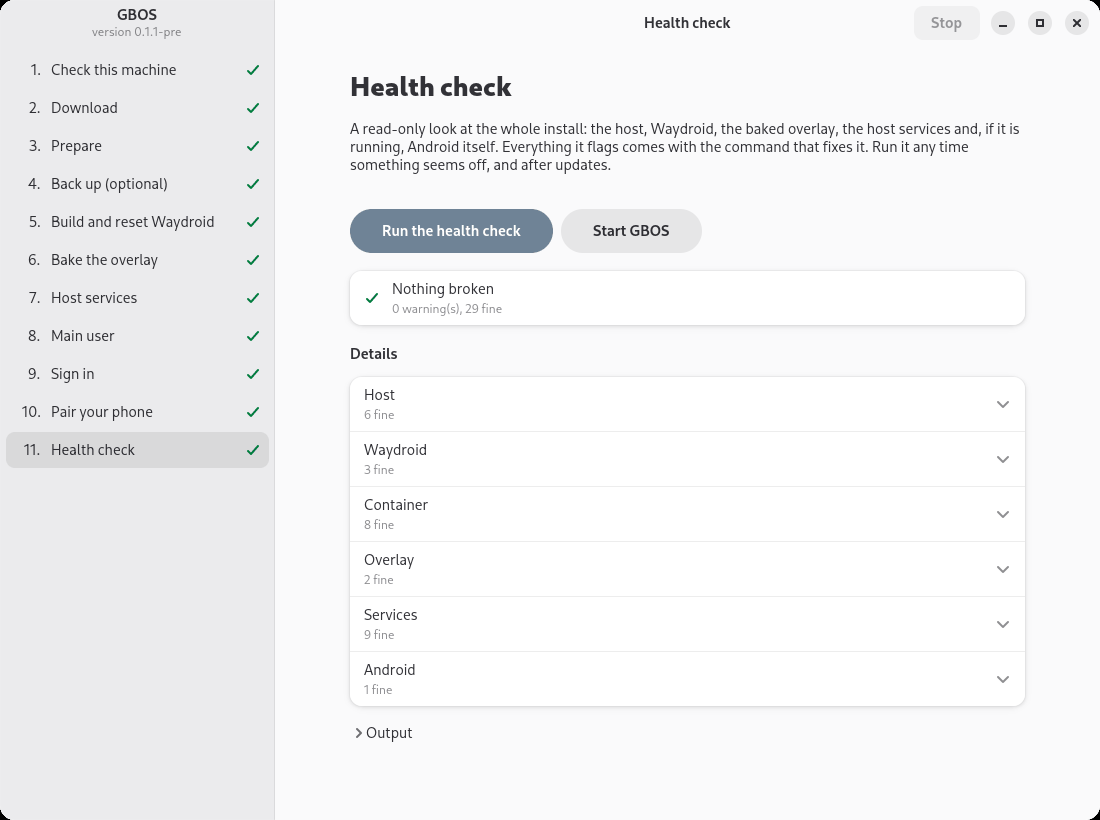 GBOS
version 0.1.1-pre
1. Check this machine
2. Download
3. Prepare
4. Back up (optional)
5. Build and reset Waydroid
6. Bake the overlay
7. Host services
8. Main user
9. Sign in
10. Pair your phone
11. Health check
Health check
Stop
Health check
A read-only look at the whole install: the host, Waydroid, the baked overlay, the host services and, if it is
running, Android itself. Everything it flags comes with the command that fixes it. Run it any time
something seems off, and after updates.
Run the health check
Start GBOS
Nothing broken
0 warning(s), 29 fine
Details
Host
6 fine
Waydroid
3 fine
Container
8 fine
Overlay
2 fine
Services
9 fine
Android
1 fine
Output